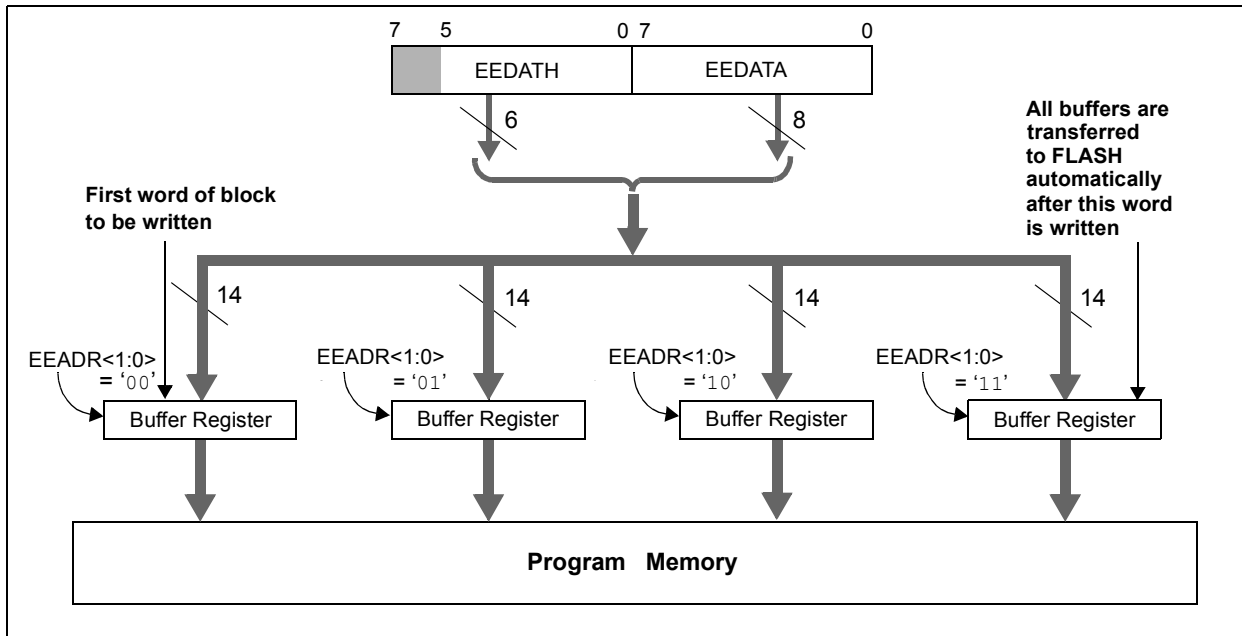 7 5 0 7 0
EEDATH EEDATA
6 8
All buffers are
transferred
to FLASH
automatically
after this word
is written
First word of block
to be written
14 14 14 14
EEADR<1:0>
= ‘00’
EEADR<1:0>
= ‘01’
EEADR<1:0>
= ‘10’
EEADR<1:0>
= ‘11’
Buffer Register Buffer Register Buffer Register Buffer Register
Program Memory